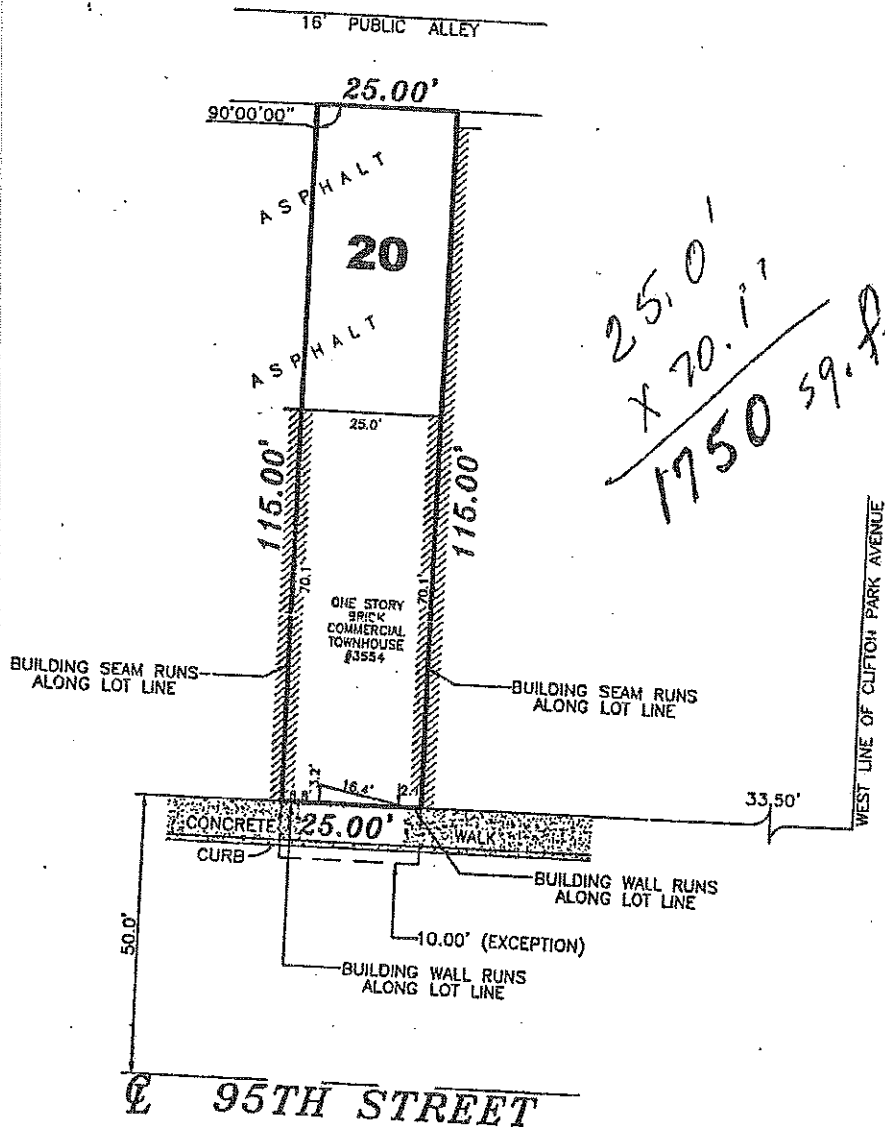 16' PUBLIC ALLEY
25.00'
90°00'00"
ASPHALT
20
ASPHALT
25.0'
x 70.1'
1750 sq. f.
25.0'
115.00'
115.00'
70.1'
70.1'
ONE STORY
BRICK
COMMERCIAL
TOWNHOUSE
#3554
BUILDING SEAM RUNS
ALONG LOT LINE
BUILDING SEAM RUNS
ALONG LOT LINE
WEST LINE OF CLIFTON PARK AVENUE
3.2'
16.4'
33.50'
CONCRETE
25.00'
WALK
CURB
BUILDING WALL RUNS
ALONG LOT LINE
10.00' (EXCEPTION)
BUILDING WALL RUNS
ALONG LOT LINE
50.0'
℄ 95TH STREET